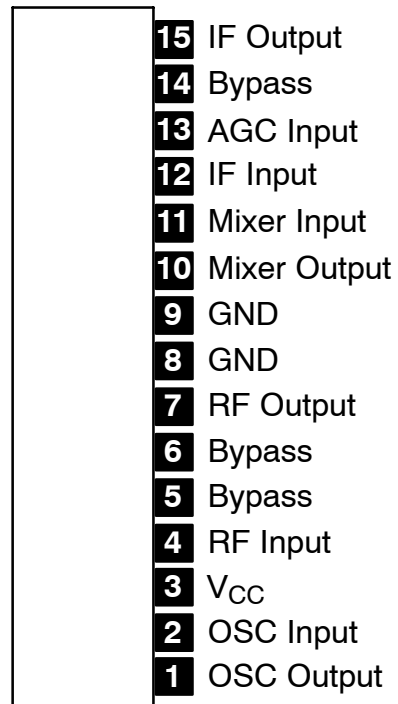 15 IF Output
14 Bypass
13 AGC Input
12 IF Input
11 Mixer Input
10 Mixer Output
9 GND
8 GND
7 RF Output
6 Bypass
5 Bypass
4 RF Input
3 VCC
2 OSC Input
1 OSC Output